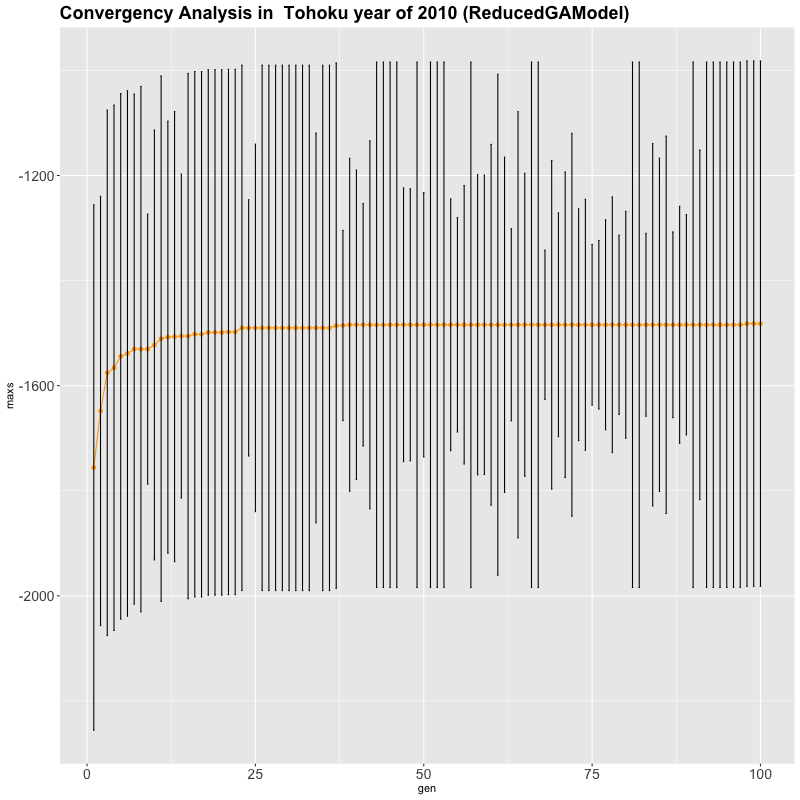 Convergency Analysis in  Tohoku year of 2010 (ReducedGAModel)
-1200
-1600
-2000
maxs
0 25 50 75 100
gen